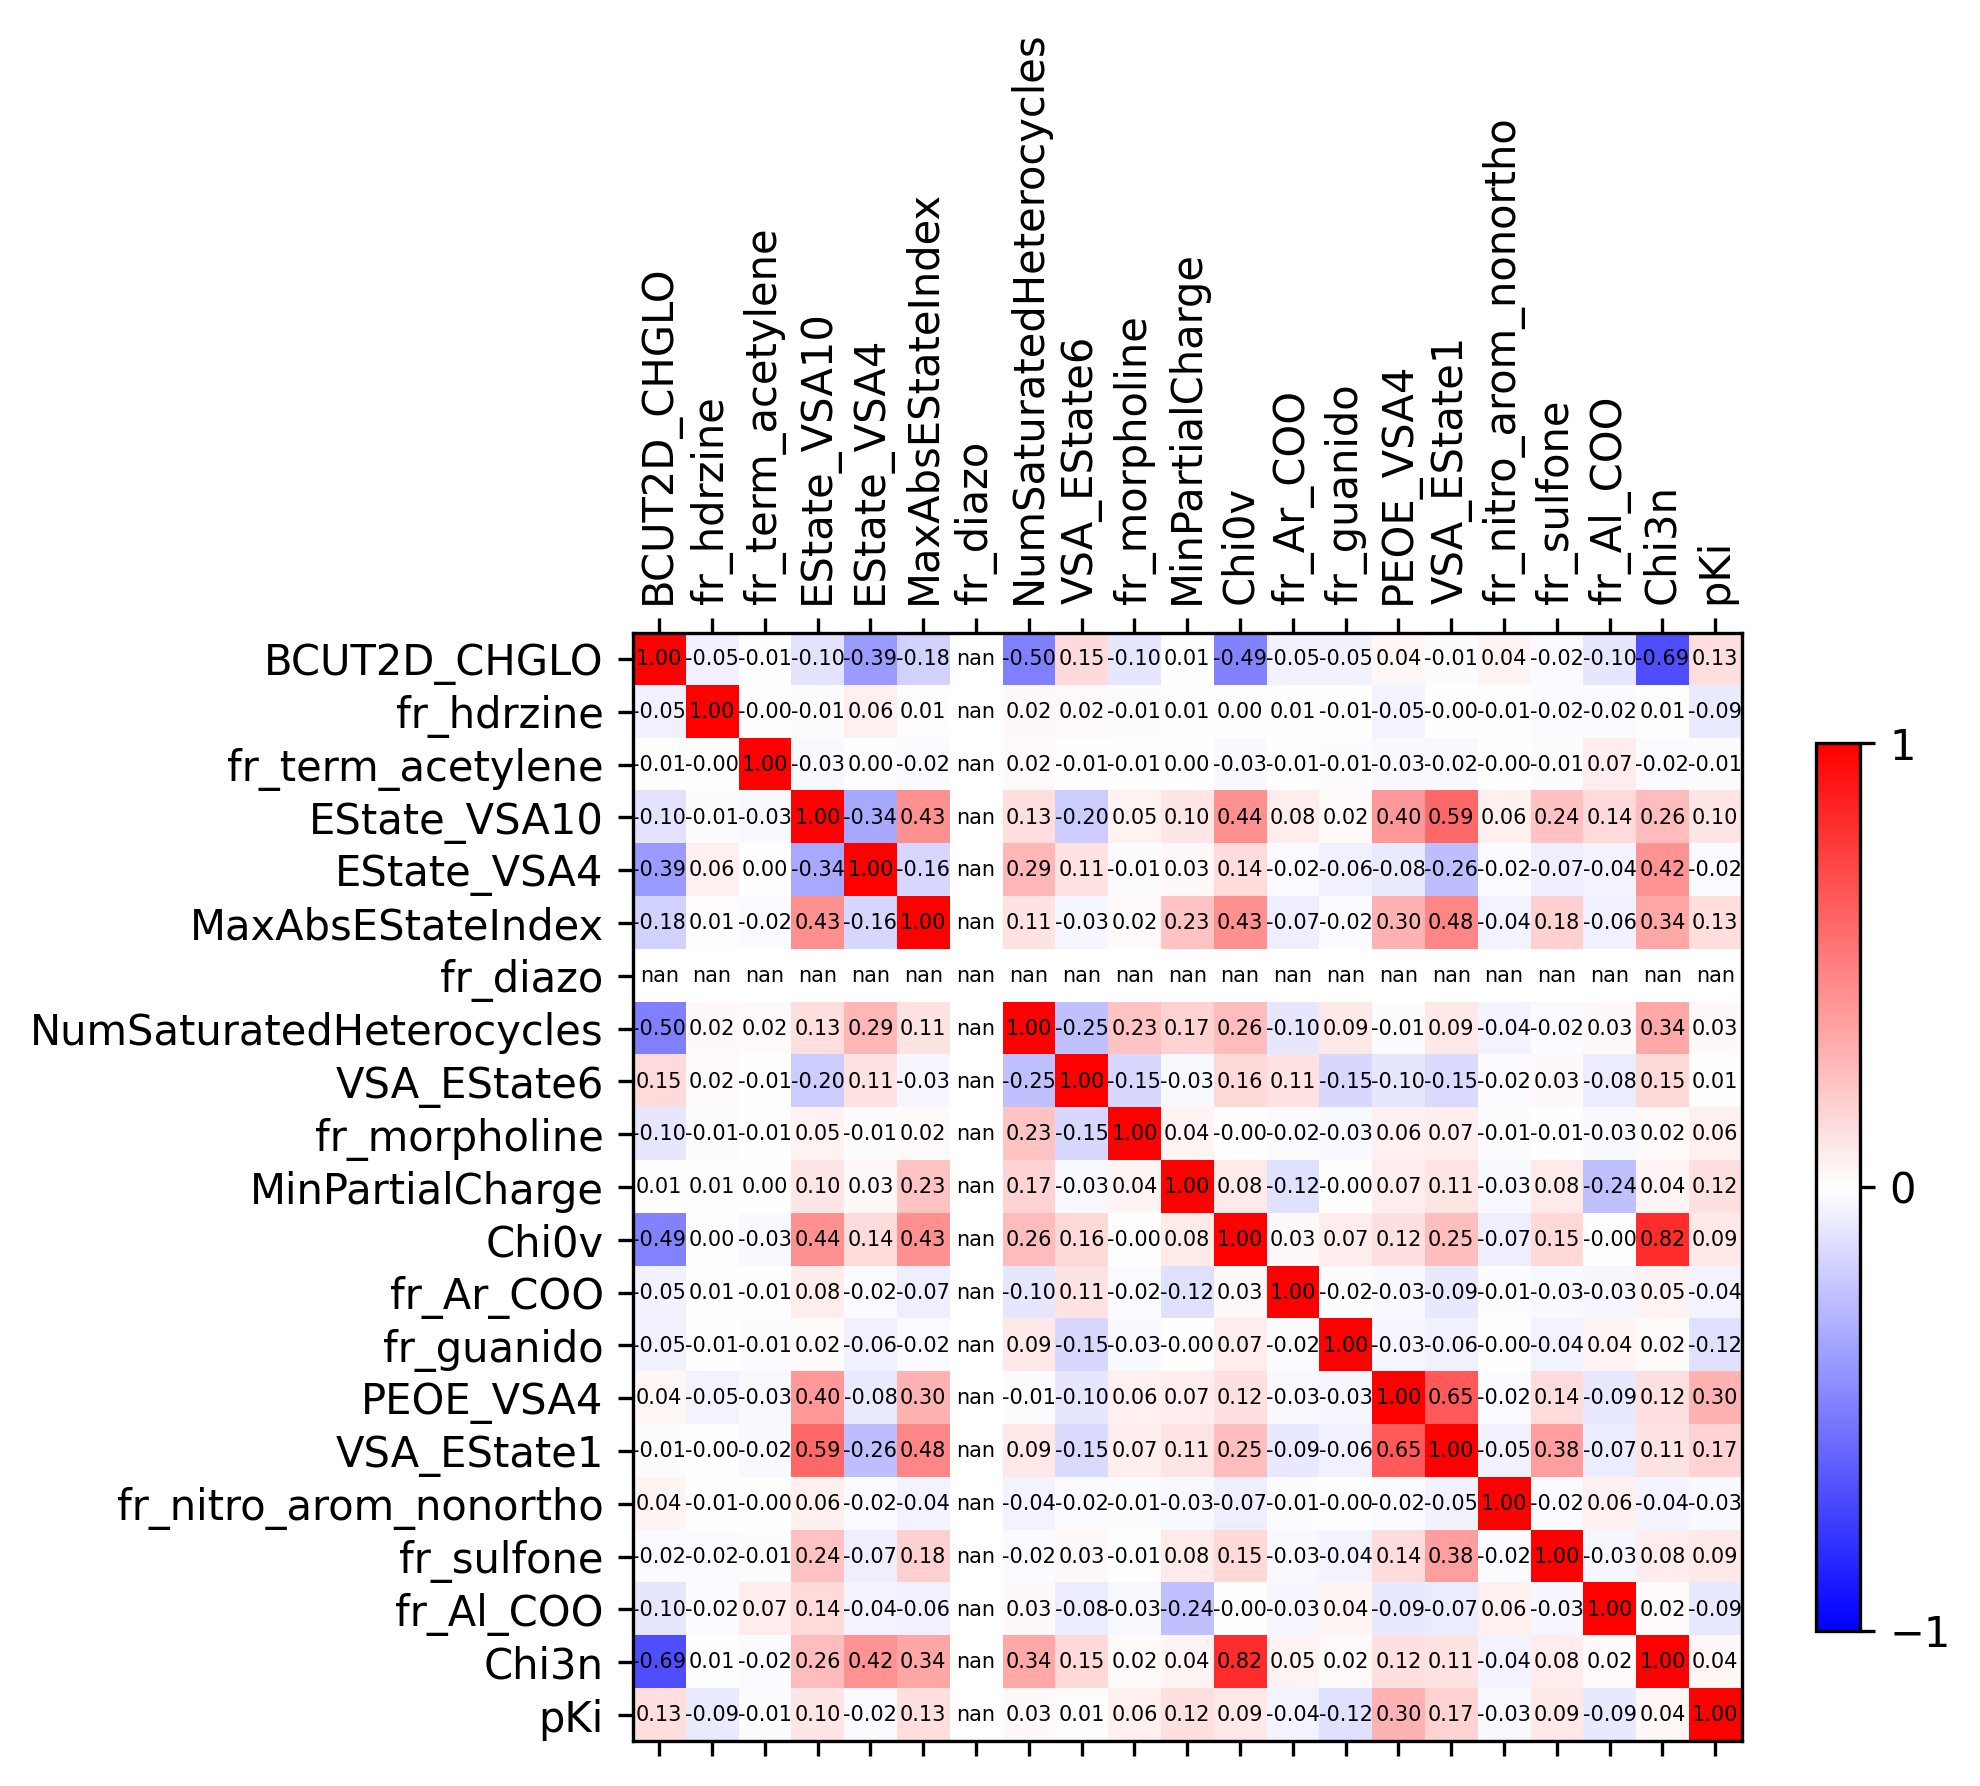 BCUT2D_CHGLO
fr_hdrzine
fr_term_acetylene
EState_VSA10
EState_VSA4
MaxAbsEStateIndex
fr_diazo
NumSaturatedHeterocycles
VSA_EState6
fr_morpholine
MinPartialCharge
Chi0v
fr_Ar_COO
fr_guanido
PEOE_VSA4
VSA_EState1
fr_nitro_arom_nonortho
fr_sulfone
fr_Al_COO
Chi3n
pKi
BCUT2D_CHGLO 1.00 -0.05 -0.01 -0.10 -0.39 -0.18 nan -0.50 0.15 -0.10 0.01 -0.49 -0.05 -0.05 0.04 -0.01 0.04 -0.02 -0.10 -0.69 0.13
fr_hdrzine -0.05 1.00 -0.00 -0.01 0.06 0.01 nan 0.02 0.02 -0.01 0.01 0.00 0.01 -0.01 -0.05 -0.00 -0.01 -0.02 -0.02 0.01 -0.09
fr_term_acetylene -0.01 -0.00 1.00 -0.03 0.00 -0.02 nan 0.02 -0.01 -0.01 0.00 -0.03 -0.01 -0.01 -0.03 -0.02 -0.00 -0.01 0.07 -0.02 -0.01
EState_VSA10 -0.10 -0.01 -0.03 1.00 -0.34 0.43 nan 0.13 -0.20 0.05 0.10 0.44 0.08 0.02 0.40 0.59 0.06 0.24 0.14 0.26 0.10
EState_VSA4 -0.39 0.06 0.00 -0.34 1.00 -0.16 nan 0.29 0.11 -0.01 0.03 0.14 -0.02 -0.06 -0.08 -0.26 -0.02 -0.07 -0.04 0.42 -0.02
MaxAbsEStateIndex -0.18 0.01 -0.02 0.43 -0.16 1.00 nan 0.11 -0.03 0.02 0.23 0.43 -0.07 -0.02 0.30 0.48 -0.04 0.18 -0.06 0.34 0.13
fr_diazo nan nan nan nan nan nan nan nan nan nan nan nan nan nan nan nan nan nan nan nan nan
NumSaturatedHeterocycles -0.50 0.02 0.02 0.13 0.29 0.11 nan 1.00 -0.25 0.23 0.17 0.26 -0.10 0.09 -0.01 0.09 -0.04 -0.02 0.03 0.34 0.03
VSA_EState6 0.15 0.02 -0.01 -0.20 0.11 -0.03 nan -0.25 1.00 -0.15 -0.03 0.16 0.11 -0.15 -0.10 -0.15 -0.02 0.03 -0.08 0.15 0.01
fr_morpholine -0.10 -0.01 -0.01 0.05 -0.01 0.02 nan 0.23 -0.15 1.00 0.04 -0.00 -0.02 -0.03 0.06 0.07 -0.01 -0.01 -0.03 0.02 0.06
MinPartialCharge 0.01 0.01 0.00 0.10 0.03 0.23 nan 0.17 -0.03 0.04 1.00 0.08 -0.12 -0.00 0.07 0.11 -0.03 0.08 -0.24 0.04 0.12
Chi0v -0.49 0.00 -0.03 0.44 0.14 0.43 nan 0.26 0.16 -0.00 0.08 1.00 0.03 0.07 0.12 0.25 -0.07 0.15 -0.00 0.82 0.09
fr_Ar_COO -0.05 0.01 -0.01 0.08 -0.02 -0.07 nan -0.10 0.11 -0.02 -0.12 0.03 1.00 -0.02 -0.03 -0.09 -0.01 -0.03 -0.03 0.05 -0.04
fr_guanido -0.05 -0.01 -0.01 0.02 -0.06 -0.02 nan 0.09 -0.15 -0.03 -0.00 0.07 -0.02 1.00 -0.03 -0.06 -0.00 -0.04 0.04 0.02 -0.12
PEOE_VSA4 0.04 -0.05 -0.03 0.40 -0.08 0.30 nan -0.01 -0.10 0.06 0.07 0.12 -0.03 -0.03 1.00 0.65 -0.02 0.14 -0.09 0.12 0.30
VSA_EState1 -0.01 -0.00 -0.02 0.59 -0.26 0.48 nan 0.09 -0.15 0.07 0.11 0.25 -0.09 -0.06 0.65 1.00 -0.05 0.38 -0.07 0.11 0.17
fr_nitro_arom_nonortho 0.04 -0.01 -0.00 0.06 -0.02 -0.04 nan -0.04 -0.02 -0.01 -0.03 -0.07 -0.01 -0.00 -0.02 -0.05 1.00 -0.02 0.06 -0.04 -0.03
fr_sulfone -0.02 -0.02 -0.01 0.24 -0.07 0.18 nan -0.02 0.03 -0.01 0.08 0.15 -0.03 -0.04 0.14 0.38 -0.02 1.00 -0.03 0.08 0.09
fr_Al_COO -0.10 -0.02 0.07 0.14 -0.04 -0.06 nan 0.03 -0.08 -0.03 -0.24 -0.00 -0.03 0.04 -0.09 -0.07 0.06 -0.03 1.00 0.02 -0.09
Chi3n -0.69 0.01 -0.02 0.26 0.42 0.34 nan 0.34 0.15 0.02 0.04 0.82 0.05 0.02 0.12 0.11 -0.04 0.08 0.02 1.00 0.04
pKi 0.13 -0.09 -0.01 0.10 -0.02 0.13 nan 0.03 0.01 0.06 0.12 0.09 -0.04 -0.12 0.30 0.17 -0.03 0.09 -0.09 0.04 1.00
1
0
−1